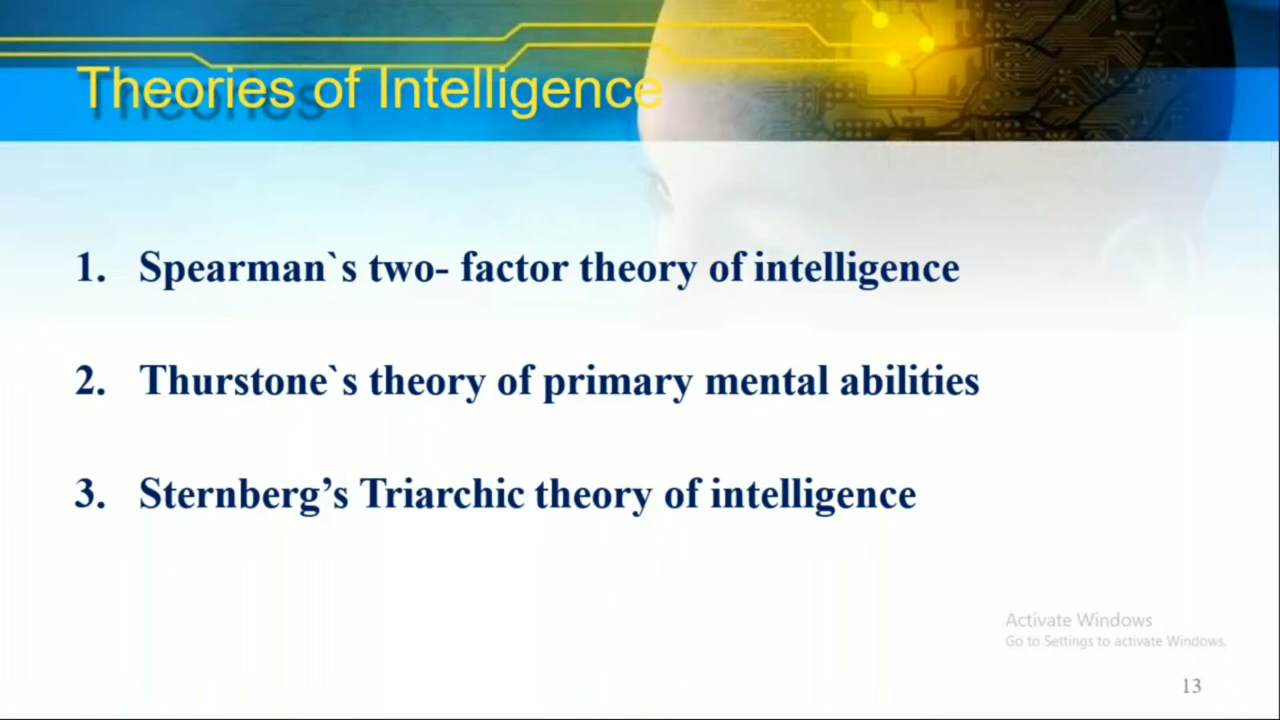 Theories of Intelligence
1. Spearman`s two- factor theory of intelligence
2. Thurstone`s theory of primary mental abilities
3. Sternberg’s Triarchic theory of intelligence
Activate Windows
Go to Settings to activate Windows.
13